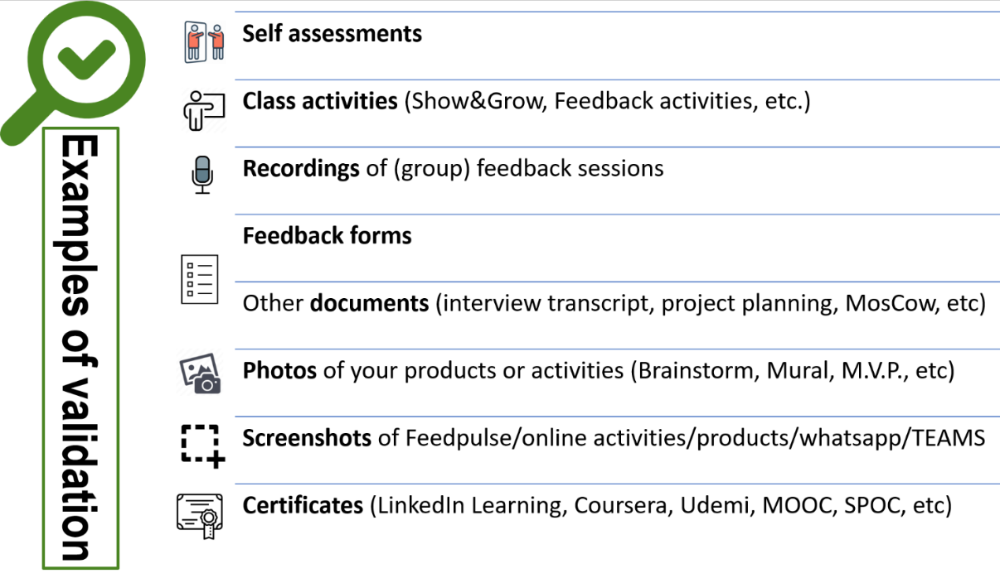 Examples of validation
Self assessments
Class activities (Show&Grow, Feedback activities, etc.)
Recordings of (group) feedback sessions
Feedback forms
Other documents (interview transcript, project planning, MosCow, etc)
Photos of your products or activities (Brainstorm, Mural, M.V.P., etc)
Screenshots of Feedpulse/online activities/products/whatsapp/TEAMS
Certificates (LinkedIn Learning, Coursera, Udemi, MOOC, SPOC, etc)